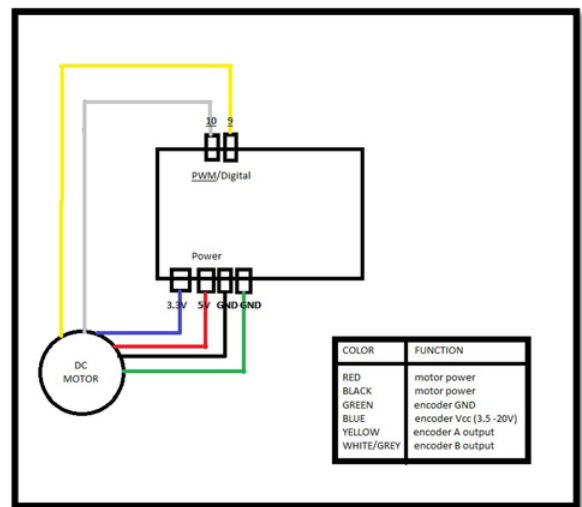 10 9
PWM/Digital
Power
3.3V 5V GND GND
DC
MOTOR
COLOR FUNCTION
RED motor power
BLACK motor power
GREEN encoder GND
BLUE encoder Vcc (3.5 -20V)
YELLOW encoder A output
WHITE/GREY encoder B output